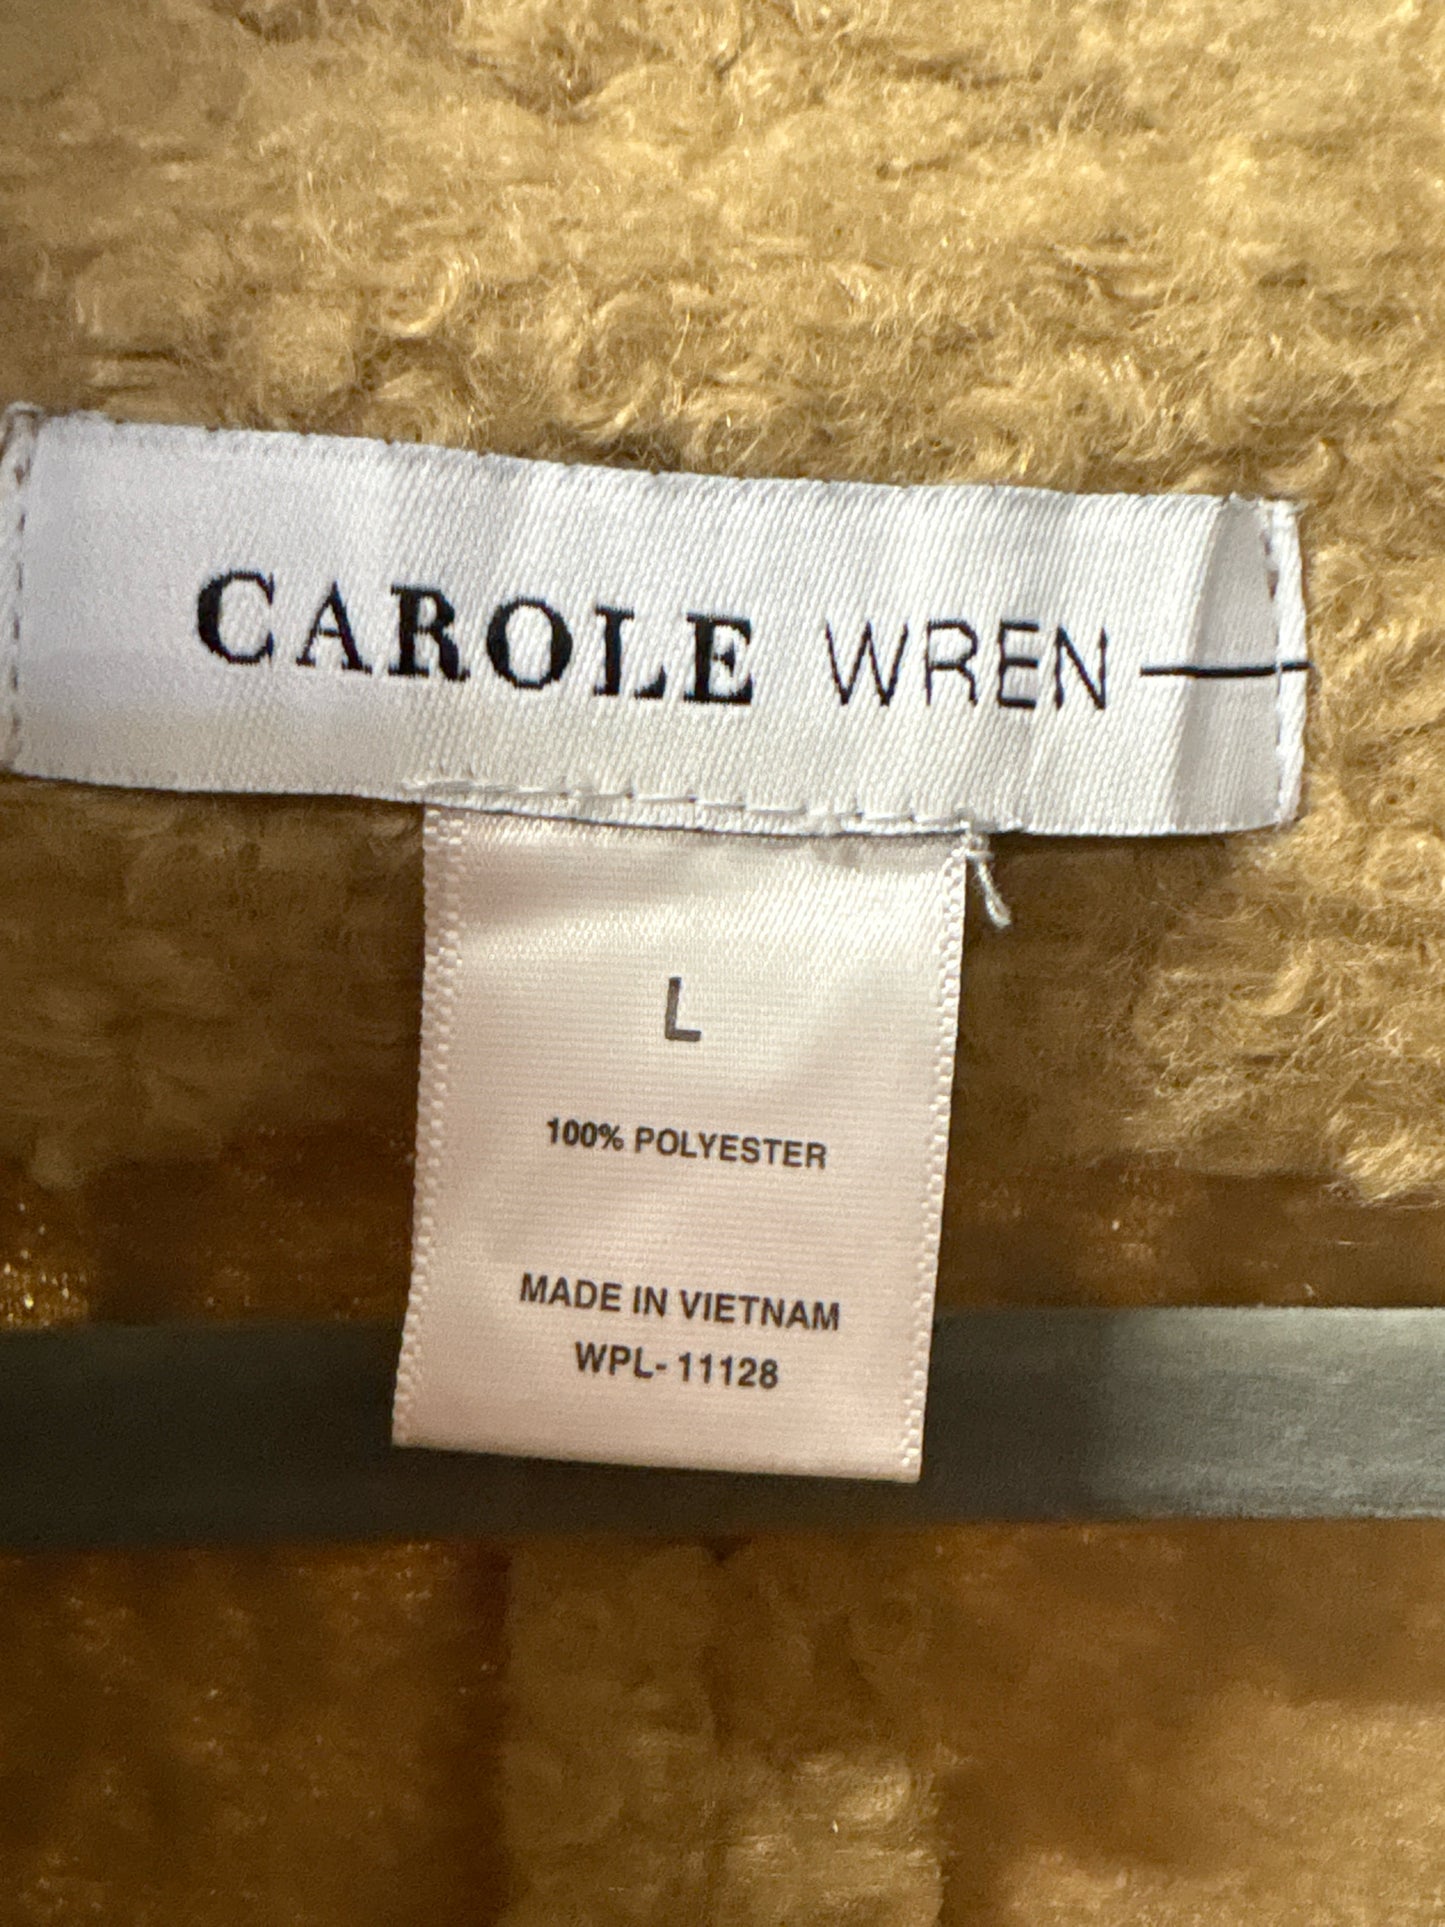 CAROLE WREN
L
100% POLYESTER
MADE IN VIETNAM
WPL- 11128